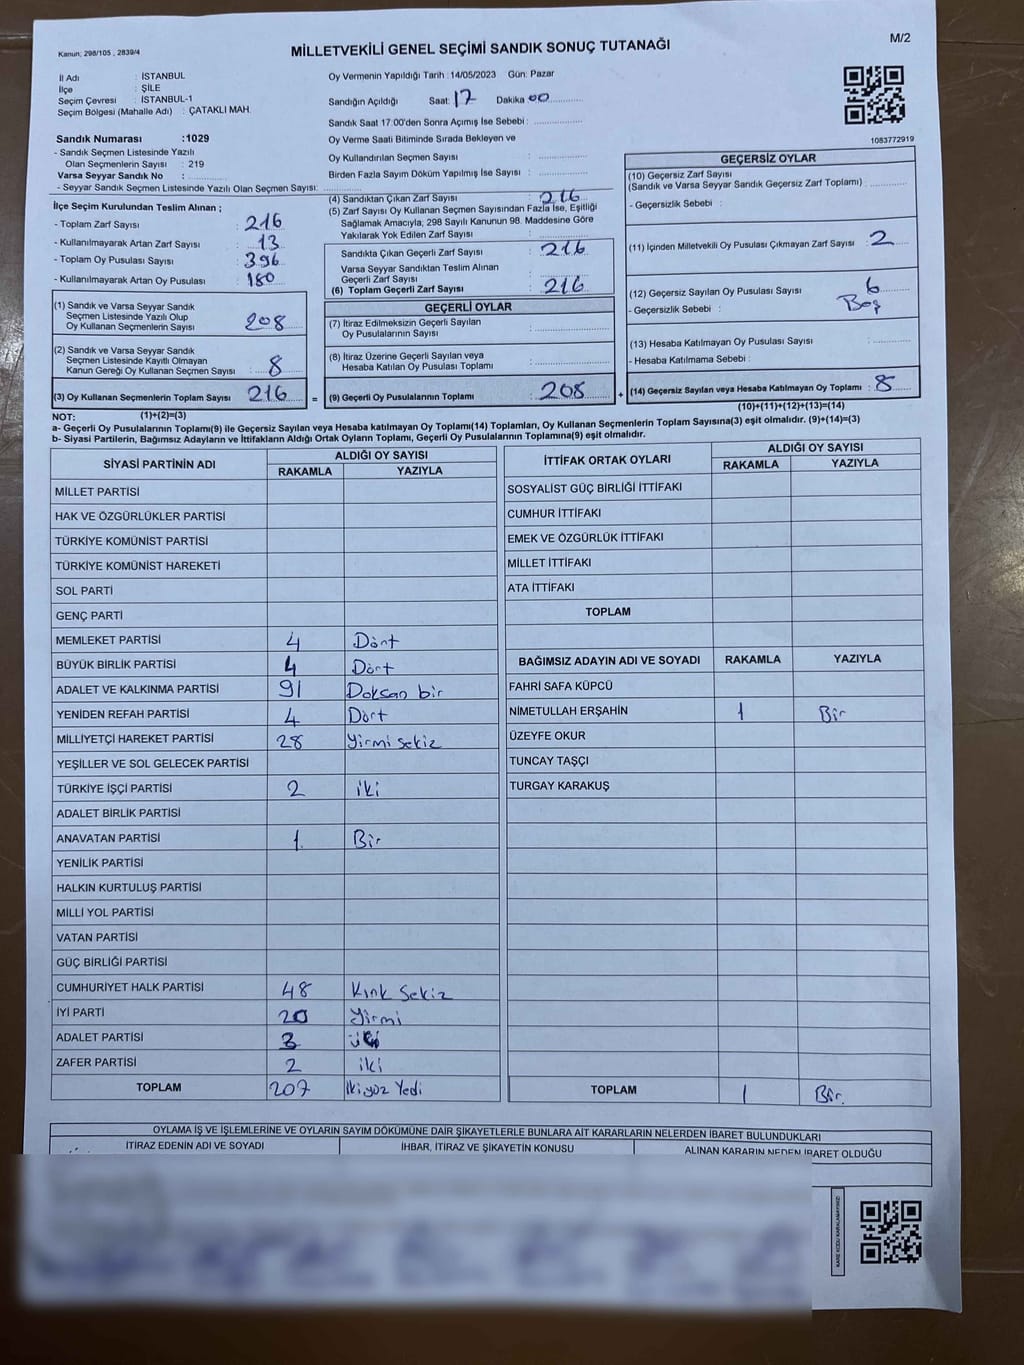 Kanun: 298/105 , 2839/4
MİLLETVEKİLİ GENEL SEÇİMİ SANDIK SONUÇ TUTANAĞI
M/2
İl Adı : İSTANBUL
İlçe : ŞİLE
Seçim Çevresi : İSTANBUL-1
Seçim Bölgesi (Mahalle Adı) : ÇATAKLI MAH.
Oy Vermenin Yapıldığı Tarih :14/05/2023 Gün: Pazar
Sandığın Açıldığı Saat: 17 Dakika 00
Sandık Saat 17:00'den Sonra Açılmış İse Sebebi :
Oy Verme Saati Bitiminde Sırada Bekleyen ve
Oy Kullandırılan Seçmen Sayısı :
Birden Fazla Sayım Döküm Yapılmış İse Sayısı :
1083772919
Sandık Numarası :1029
- Sandık Seçmen Listesinde Yazılı
Olan Seçmenlerin Sayısı : 219
Varsa Seyyar Sandık No :
- Seyyar Sandık Seçmen Listesinde Yazılı Olan Seçmen Sayısı:
İlçe Seçim Kurulundan Teslim Alınan ;
- Toplam Zarf Sayısı : 216
- Kullanılmayarak Artan Zarf Sayısı : 13
- Toplam Oy Pusulası Sayısı : 396
- Kullanılmayarak Artan Oy Pusulası : 180
(1) Sandık ve Varsa Seyyar Sandık
Seçmen Listesinde Yazılı Olup
Oy Kullanan Seçmenlerin Sayısı 208
(2) Sandık ve Varsa Seyyar Sandık
Seçmen Listesinde Kayıtlı Olmayan
Kanun Gereği Oy Kullanan Seçmen Sayısı : 8
(3) Oy Kullanan Seçmenlerin Toplam Sayısı 216 =
(1)+(2)=(3)
(4) Sandıktan Çıkan Zarf Sayısı : 216
(5) Zarf Sayısı Oy Kullanan Seçmen Sayısından Fazla İse, Eşitliği
Sağlamak Amacıyla; 298 Sayılı Kanunun 98. Maddesine Göre
Yakılarak Yok Edilen Zarf Sayısı :
Sandıkta Çıkan Geçerli Zarf Sayısı : 216
Varsa Seyyar Sandıktan Teslim Alınan
Geçerli Zarf Sayısı :
(6) Toplam Geçerli Zarf Sayısı : 216
GEÇERLİ OYLAR
(7) İtiraz Edilmeksizin Geçerli Sayılan
Oy Pusulalarının Sayısı :
(8) İtiraz Üzerine Geçerli Sayılan veya
Hesaba Katılan Oy Pusulası Toplamı :
(9) Geçerli Oy Pusulalarının Toplamı : 208 +
GEÇERSİZ OYLAR
(10) Geçersiz Zarf Sayısı
(Sandık ve Varsa Seyyar Sandık Geçersiz Zarf Toplamı) :
- Geçersizlik Sebebi :
(11) İçinden Milletvekili Oy Pusulası Çıkmayan Zarf Sayısı : 2
(12) Geçersiz Sayılan Oy Pusulası Sayısı : 6
- Geçersizlik Sebebi : Boş
(13) Hesaba Katılmayan Oy Pusulası Sayısı :
- Hesaba Katılmama Sebebi :
(14) Geçersiz Sayılan veya Hesaba Katılmayan Oy Toplamı : 8
(10)+(11)+(12)+(13)=(14)
NOT:
a- Geçerli Oy Pusulalarının Toplamı(9) ile Geçersiz Sayılan veya Hesaba katılmayan Oy Toplamı(14) Toplamları, Oy Kullanan Seçmenlerin Toplam Sayısına(3) eşit olmalıdır. (9)+(14)=(3)
b- Siyasi Partilerin, Bağımsız Adayların ve İttifakların Aldığı Ortak Oyların Toplamı, Geçerli Oy Pusulalarının Toplamına(9) eşit olmalıdır.
SİYASİ PARTİNİN ADI ALDIĞI OY SAYISI
RAKAMLA YAZIYLA
MİLLET PARTİSİ
HAK VE ÖZGÜRLÜKLER PARTİSİ
TÜRKİYE KOMÜNİST PARTİSİ
TÜRKİYE KOMÜNİST HAREKETİ
SOL PARTİ
GENÇ PARTİ
MEMLEKET PARTİSİ 4 Dört
BÜYÜK BİRLİK PARTİSİ 4 Dört
ADALET VE KALKINMA PARTİSİ 91 Doksan bir
YENİDEN REFAH PARTİSİ 4 Dört
MİLLİYETÇİ HAREKET PARTİSİ 28 Yirmi sekiz
YEŞİLLER VE SOL GELECEK PARTİSİ
TÜRKİYE İŞÇİ PARTİSİ 2 iki
ADALET BİRLİK PARTİSİ
ANAVATAN PARTİSİ 1 Bir
YENİLİK PARTİSİ
HALKIN KURTULUŞ PARTİSİ
MİLLİ YOL PARTİSİ
VATAN PARTİSİ
GÜÇ BİRLİĞİ PARTİSİ
CUMHURİYET HALK PARTİSİ 48 Kırk Sekiz
İYİ PARTİ 20 Yirmi
ADALET PARTİSİ 3 üç
ZAFER PARTİSİ 2 iki
TOPLAM 207 ikiyüz Yedi
İTTİFAK ORTAK OYLARI ALDIĞI OY SAYISI
RAKAMLA YAZIYLA
SOSYALİST GÜÇ BİRLİĞİ İTTİFAKI
CUMHUR İTTİFAKI
EMEK VE ÖZGÜRLÜK İTTİFAKI
MİLLET İTTİFAKI
ATA İTTİFAKI
TOPLAM
BAĞIMSIZ ADAYIN ADI VE SOYADI RAKAMLA YAZIYLA
FAHRİ SAFA KÜPCÜ
NİMETULLAH ERŞAHİN 1 Bir
ÜZEYFE OKUR
TUNCAY TAŞÇI
TURGAY KARAKUŞ
TOPLAM 1 Bir.
OYLAMA İŞ VE İŞLEMLERİNE VE OYLARIN SAYIM DÖKÜMÜNE DAİR ŞİKAYETLERLE BUNLARA AİT KARARLARIN NELERDEN İBARET BULUNDUKLARI
İTİRAZ EDENİN ADI VE SOYADI İHBAR, İTİRAZ VE ŞİKAYETİN KONUSU ALINAN KARARIN NEDEN İBARET OLDUĞU
KARE KODU KARALAMAYINIZ!